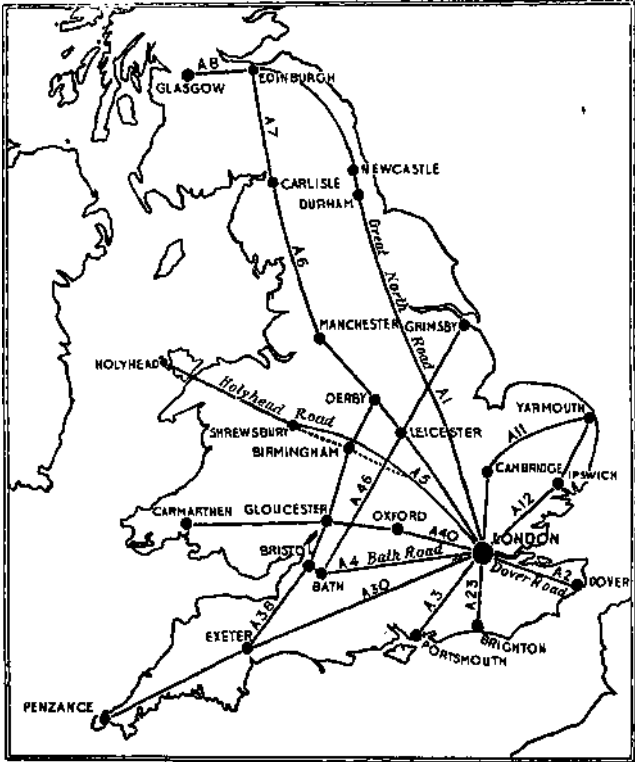 A8
GLASGOW
EDINBURGH
A7
NEWCASTLE
CARLISLE
DURHAM
Great North Road
A6
MANCHESTER
GRIMSBY
HOLYHEAD
Holyhead Road
A1
DERBY
YARMOUTH
SHREWSBURY
LEICESTER
A11
BIRMINGHAM
A5
CAMBRIDGE
IPSWICH
A46
A12
CARMARTHEN
GLOUCESTER
OXFORD
A40
LONDON
BRISTOL
A4 Bath Road
A2
Dover Road
DOVER
BATH
A30
A3
A23
A38
EXETER
PORTSMOUTH
BRIGHTON
PENZANCE